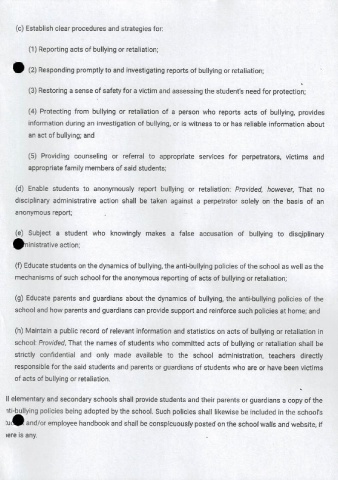 (c) Establish clear procedures and strategies for:
(1) Reporting acts of bullying or retaliation;
(2) Responding promptly to and investigating reports of bullying or retaliation;
(3) Restoring a sense of safety for a victim and assessing the student's need for protection;
(4) Protecting from bullying or retaliation of a person who reports acts of bullying, provides
information during an investigation of bullying, or is witness to or has reliable information about
an act of bullying; and
(5) Providing counseling or referral to appropriate services for perpetrators, victims and
appropriate family members of said students;
(d) Enable students to anonymously report bullying or retaliation: Provided, however, That no
disciplinary administrative action shall be taken against a perpetrator solely on the basis of an
anonymous report;
(e) Subject a student who knowingly makes a false accusation of bullying to disciplinary
ministrative action;
(f) Educate students on the dynamics of bullying, the anti-bullying policies of the school as well as the
mechanisms of such school for the anonymous reporting of acts of bullying or retaliation;
(g) Educate parents and guardians about the dynamics of bullying, the anti-bullying policies of the
school and how parents and guardians can provide support and reinforce such policies at home; and
(h) Maintain a public record of relevant information and statistics on acts of bullying or retaliation in
school: Provided, That the names of students who committed acts of bullying or retaliation shall be
strictly confidential and only made available to the school administration, teachers directly
responsible for the said students and parents or guardians of students who are or have been victims
of acts of bullying or retaliation.
ll elementary and secondary schools shall provide students and their parents or guardians a copy of the
nti-bullying policies being adopted by the school. Such policies shall likewise be included in the school's
and/or employee handbook and shall be conspicuously posted on the school walls and website, if
ere is any.